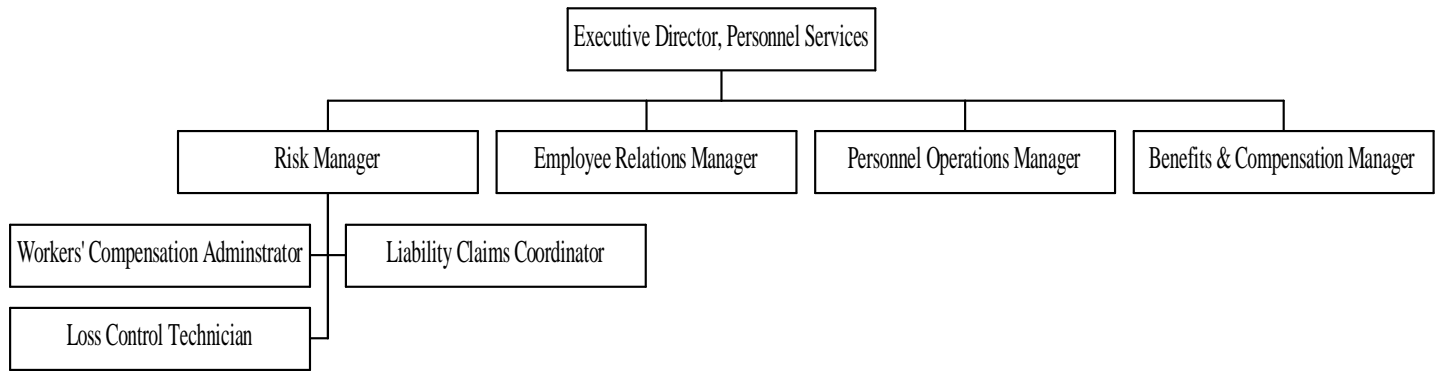 Executive Director, Personnel Services
Risk Manager
Employee Relations Manager
Personnel Operations Manager
Benefits & Compensation Manager
Workers' Compensation Adminstrator
Liability Claims Coordinator
Loss Control Technician